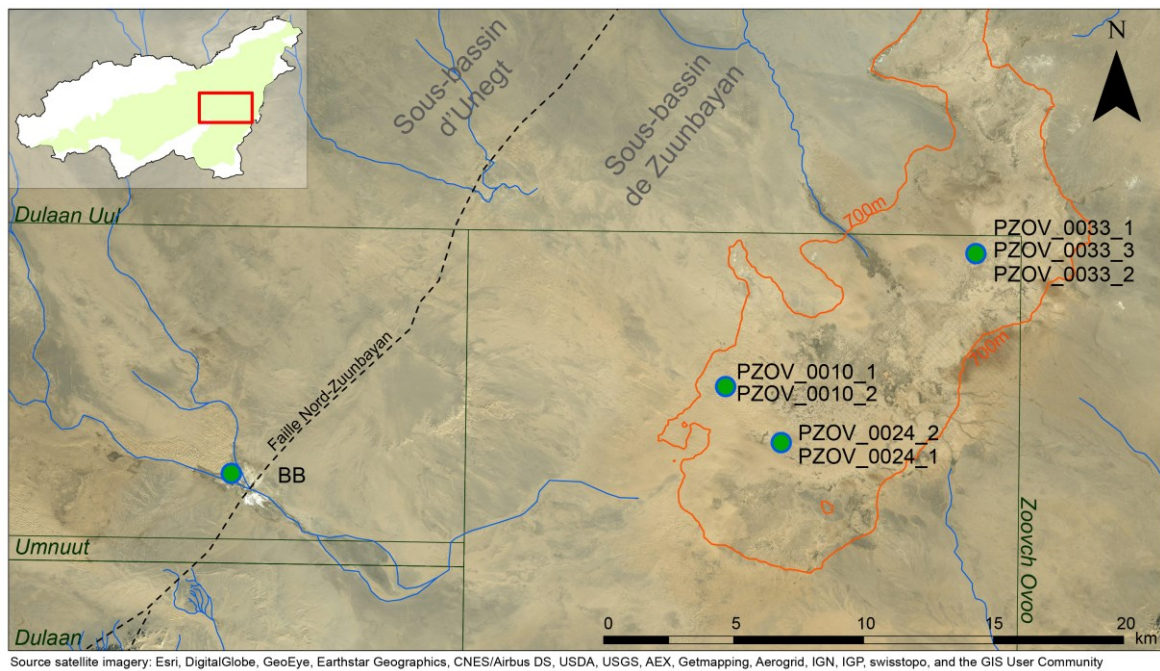 Sous-bassin
d'Unegt
Sous-bassin
de Zuunbayan
N
Dulaan Uul
700m
PZOV_0033_1
PZOV_0033_3
PZOV_0033_2
Faille Nord-Zuunbayan
700m
PZOV_0010_1
PZOV_0010_2
PZOV_0024_2
PZOV_0024_1
BB
Zoovch Ovoo
Umnuut
Dulaan
0 5 10 20
km
Source satellite imagery: Esri, DigitalGlobe, GeoEye, Earthstar Geographics, CNES/Airbus DS, USDA, USGS, AEX, Getmapping, Aerogrid, IGN, IGP, swisstopo, and the GIS User Community